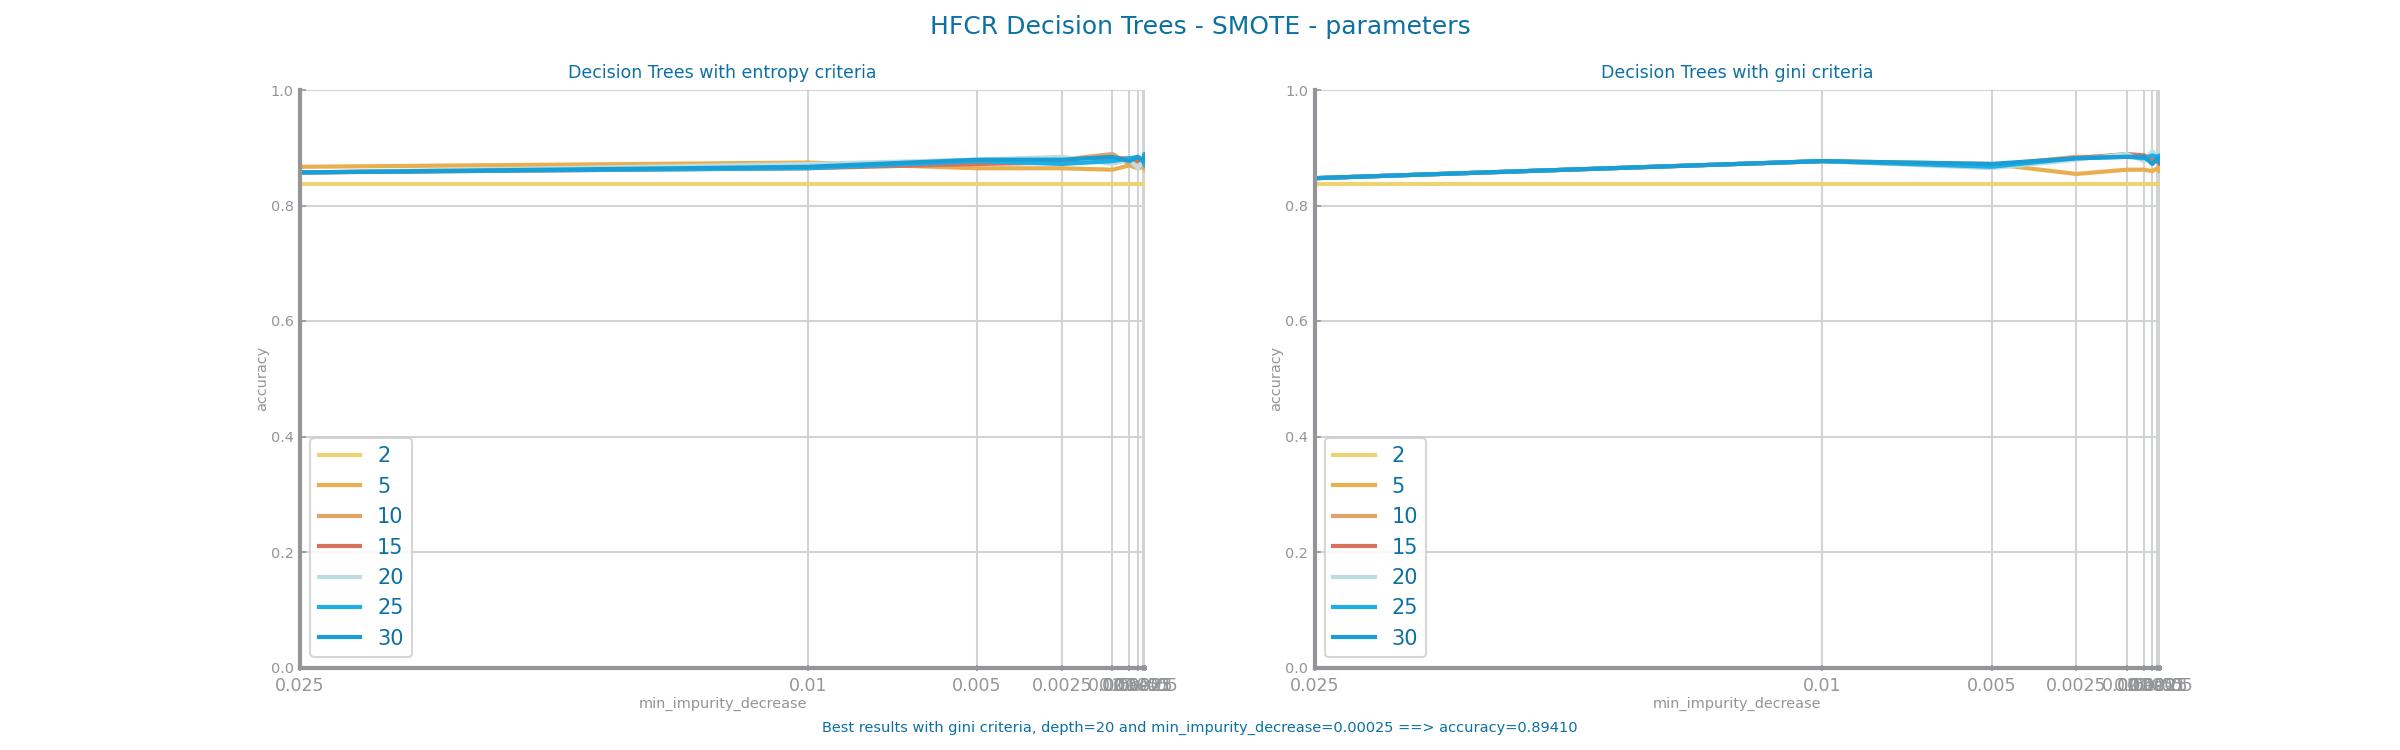 HFCR Decision Trees - SMOTE - parameters
Decision Trees with entropy criteria
1.0
0.8
0.6
0.4
0.2
0.0
accuracy
2
5
10
15
20
25
30
0.025 0.01 0.005 0.0025
min_impurity_decrease
Decision Trees with gini criteria
1.0
0.8
0.6
0.4
0.2
0.0
accuracy
2
5
10
15
20
25
30
0.025 0.01 0.005 0.0025
min_impurity_decrease
Best results with gini criteria, depth=20 and min_impurity_decrease=0.00025 ==> accuracy=0.89410